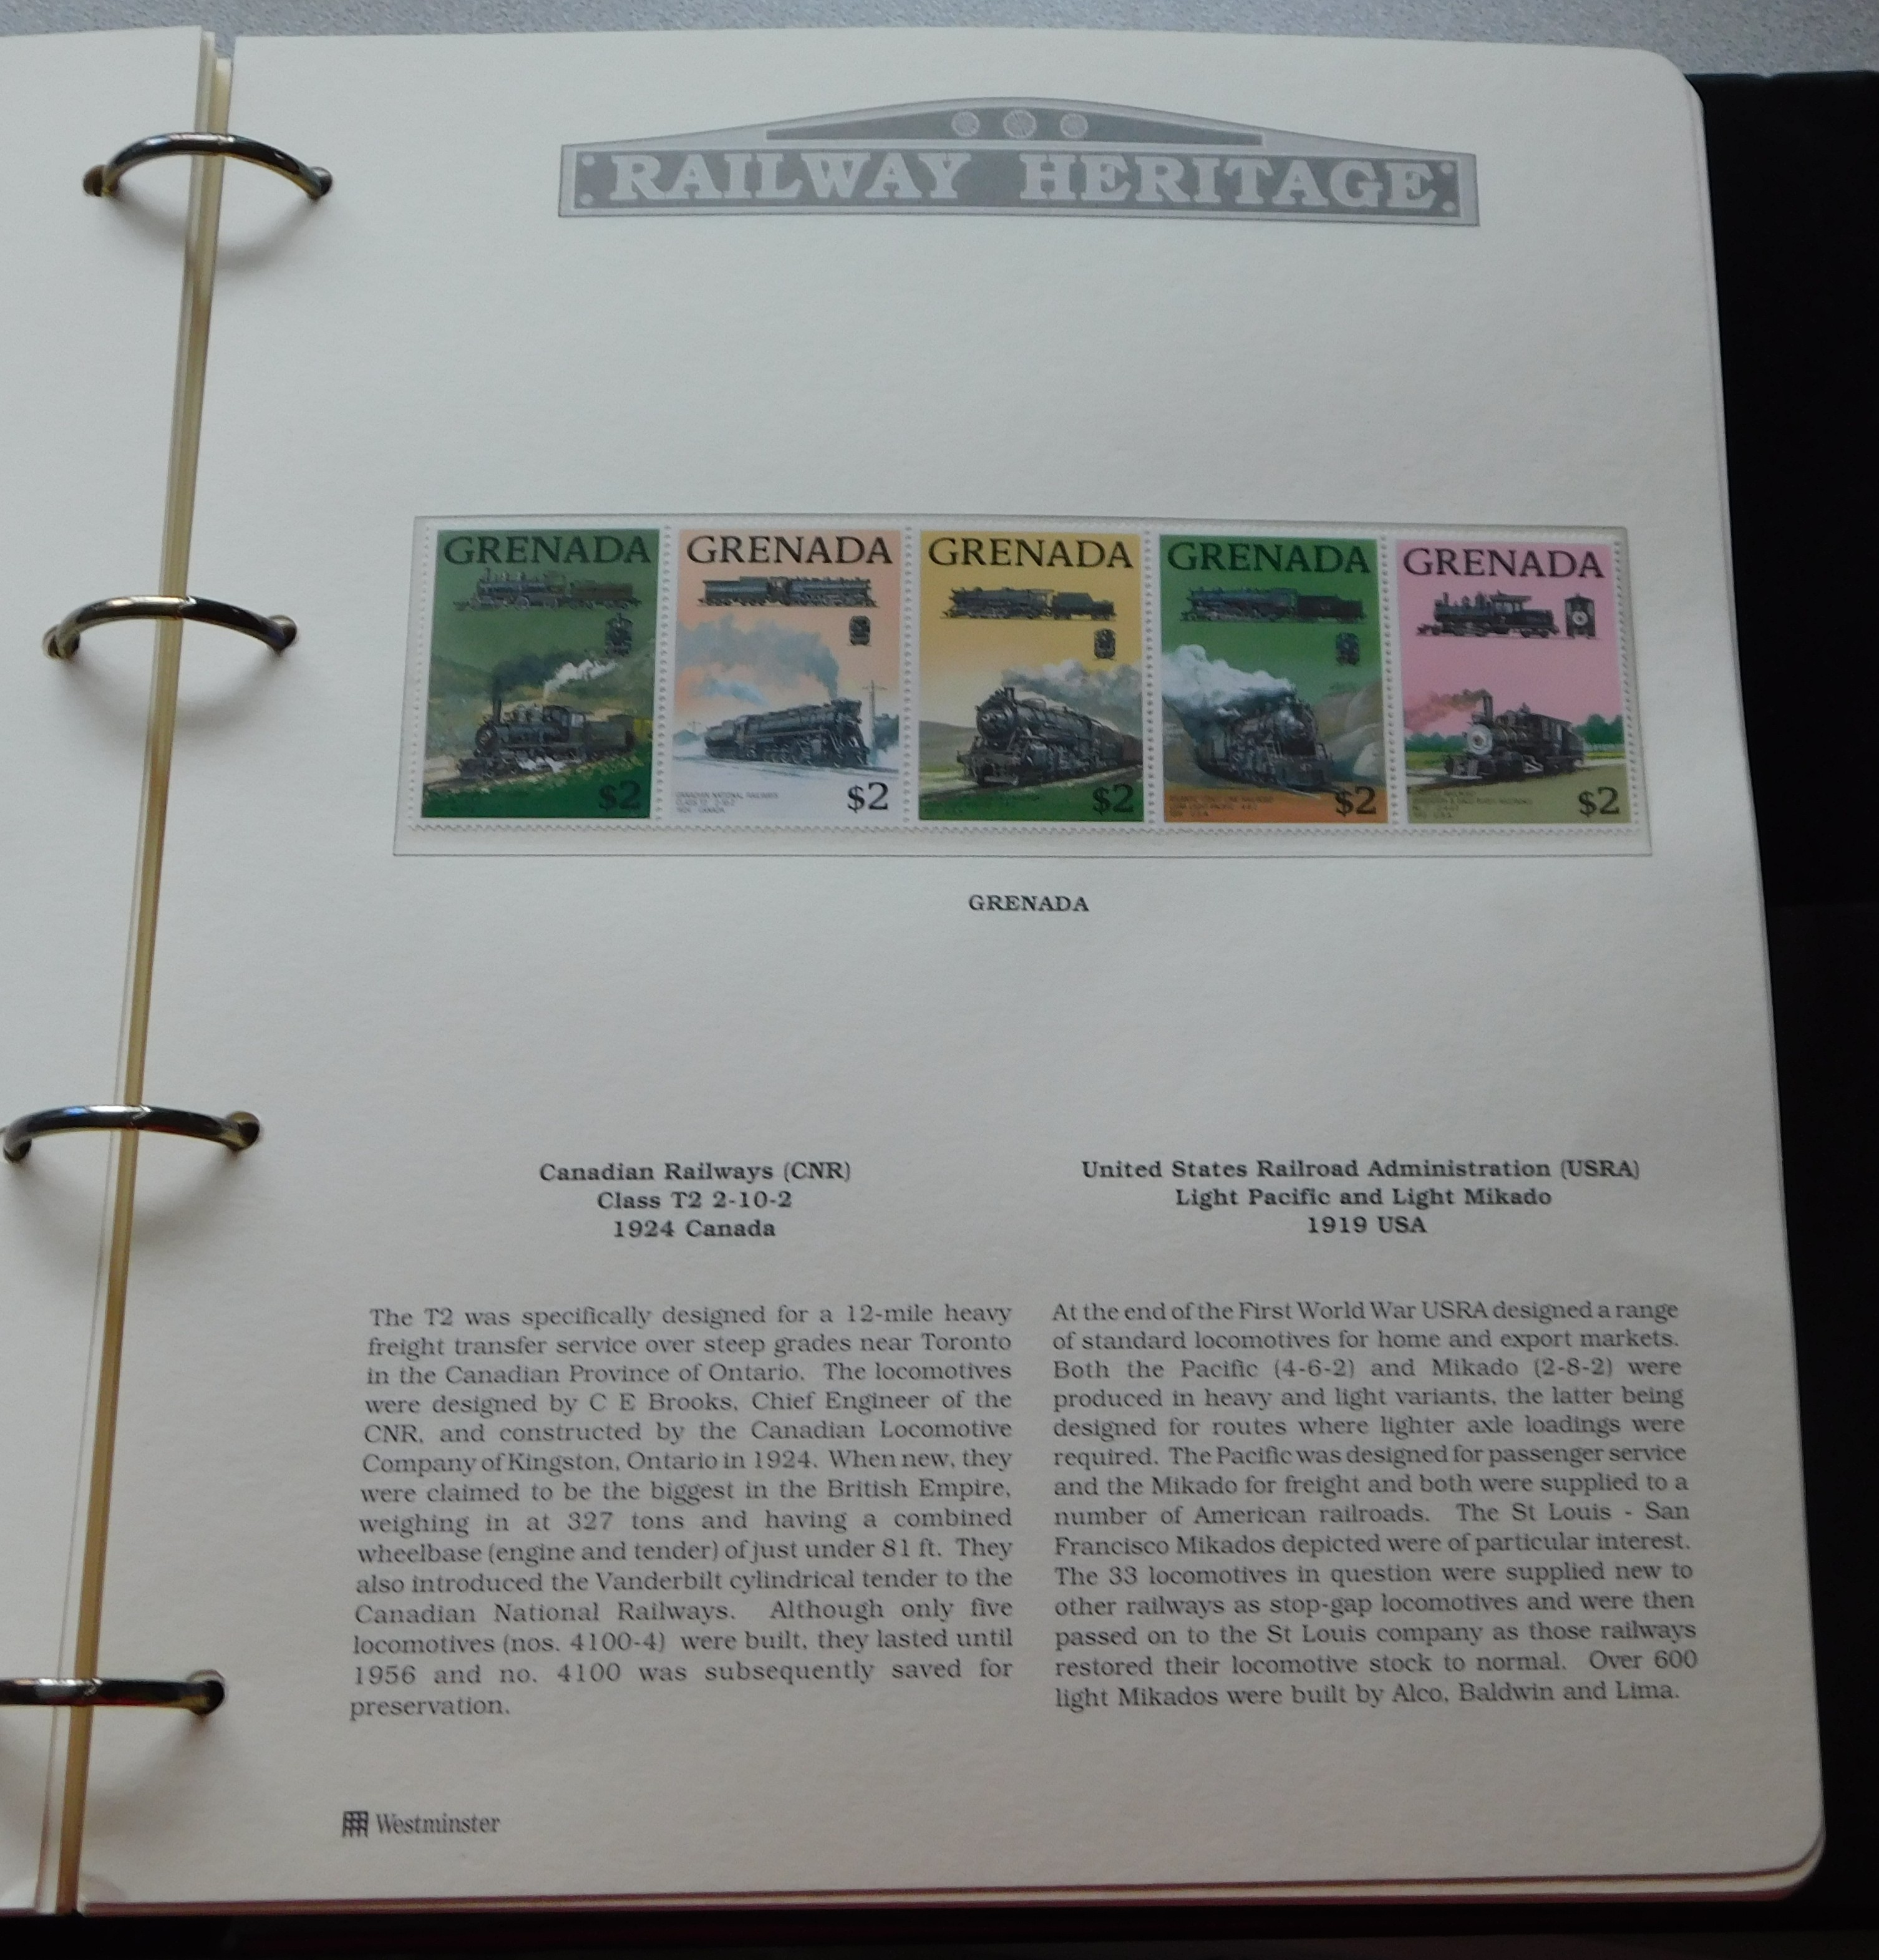 RAILWAY HERITAGE
GRENADA
$2
GRENADA
CANADIAN NATIONAL RAILWAYS
CLASS T2 2-10-2
1924 CANADA
$2
GRENADA
$2
GRENADA
$2
GRENADA
$2
GRENADA
Canadian Railways (CNR)
Class T2 2-10-2
1924 Canada
The T2 was specifically designed for a 12-mile heavy
freight transfer service over steep grades near Toronto
in the Canadian Province of Ontario. The locomotives
were designed by C E Brooks, Chief Engineer of the
CNR, and constructed by the Canadian Locomotive
Company of Kingston, Ontario in 1924. When new, they
were claimed to be the biggest in the British Empire,
weighing in at 327 tons and having a combined
wheelbase (engine and tender) of just under 81 ft. They
also introduced the Vanderbilt cylindrical tender to the
Canadian National Railways. Although only five
locomotives (nos. 4100-4) were built, they lasted until
1956 and no. 4100 was subsequently saved for
preservation.
United States Railroad Administration (USRA)
Light Pacific and Light Mikado
1919 USA
At the end of the First World War USRA designed a range
of standard locomotives for home and export markets.
Both the Pacific (4-6-2) and Mikado (2-8-2) were
produced in heavy and light variants, the latter being
designed for routes where lighter axle loadings were
required. The Pacific was designed for passenger service
and the Mikado for freight and both were supplied to a
number of American railroads. The St Louis - San
Francisco Mikados depicted were of particular interest.
The 33 locomotives in question were supplied new to
other railways as stop-gap locomotives and were then
passed on to the St Louis company as those railways
restored their locomotive stock to normal. Over 600
light Mikados were built by Alco, Baldwin and Lima.
Westminster